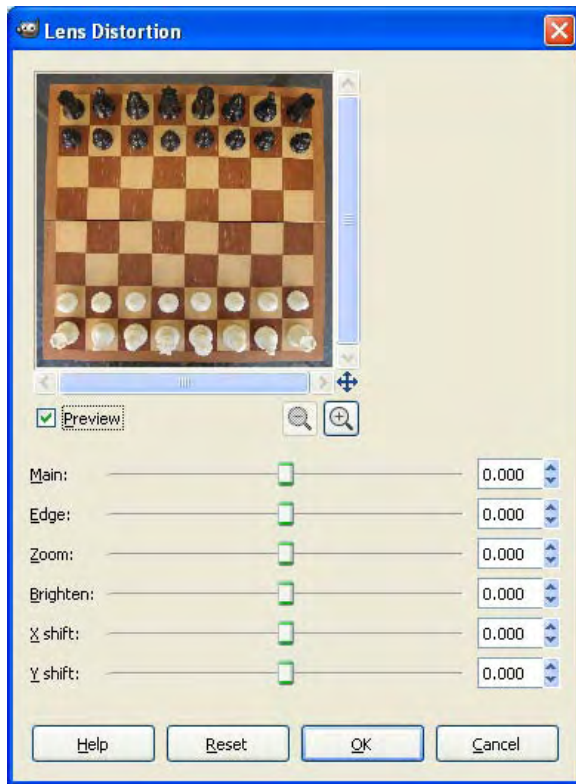 Lens Distortion
Preview
Main: 0.000
Edge: 0.000
Zoom: 0.000
Brighten: 0.000
X shift: 0.000
Y shift: 0.000
Help Reset OK Cancel